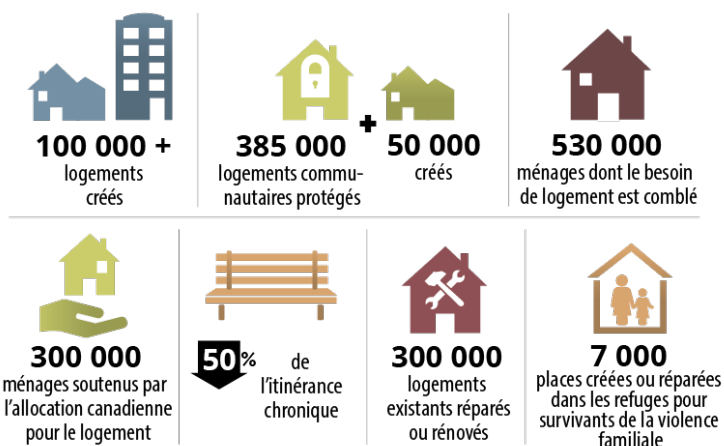 100 000 +
logements
créés
385 000
logements commu-
nautaires protégés
+
50 000
créés
530 000
ménages dont le besoin
de logement est comblé
300 000
ménages soutenus par
l’allocation canadienne
pour le logement
50% de
l’itinérance
chronique
300 000
logements
existants réparés
ou rénovés
7 000
places créées ou réparées
dans les refuges pour
survivants de la violence
familiale